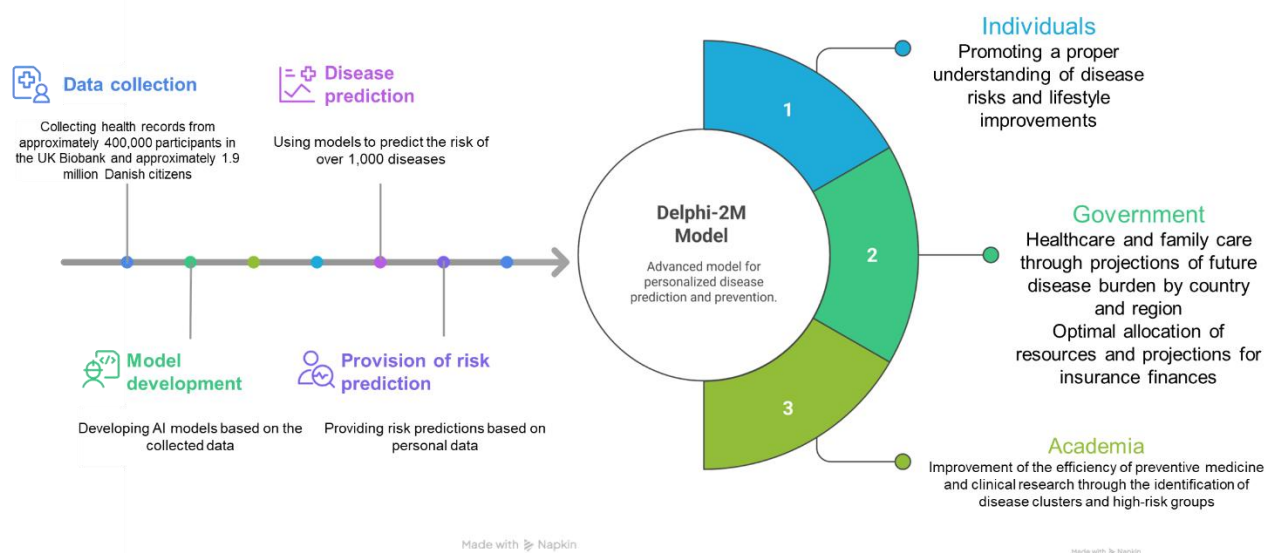 Data collection
Collecting health records from
approximately 400,000 participants in
the UK Biobank and approximately 1.9
million Danish citizens
Disease
prediction
Using models to predict the risk of
over 1,000 diseases
Model
development
Developing AI models based on the
collected data
Provision of risk
prediction
Providing risk predictions based on
personal data
Delphi-2M
Model
Advanced model for
personalized disease
prediction and prevention.
1
2
3
Individuals
Promoting a proper
understanding of disease
risks and lifestyle
improvements
Government
Healthcare and family care
through projections of future
disease burden by country
and region
Optimal allocation of
resources and projections for
insurance finances
Academia
Improvement of the efficiency of preventive medicine
and clinical research through the identification of
disease clusters and high-risk groups
Made with Napkin
Made with Napkin